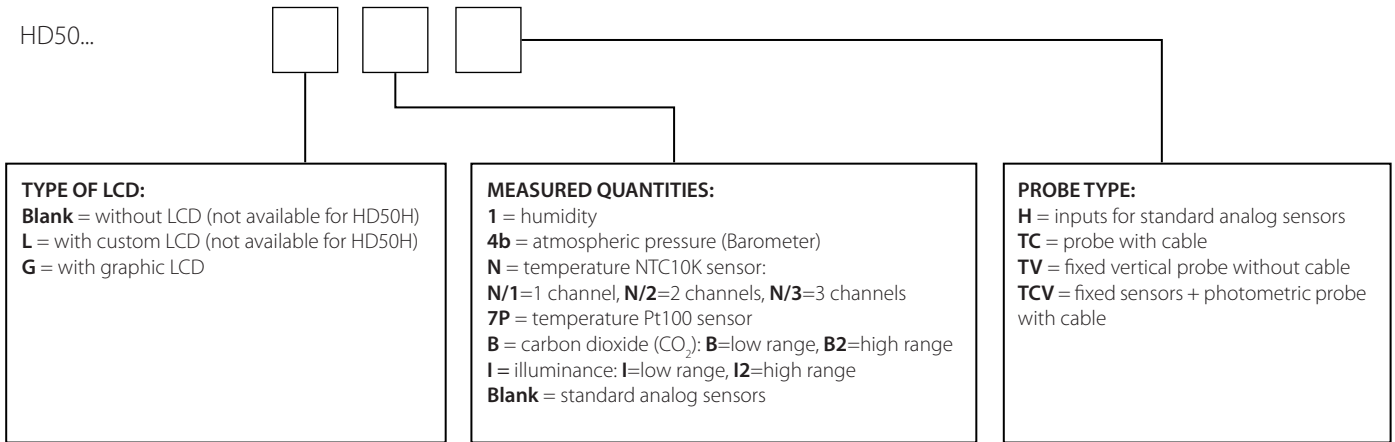 HD50...
TYPE OF LCD:
Blank = without LCD (not available for HD50H)
L = with custom LCD (not available for HD50H)
G = with graphic LCD
MEASURED QUANTITIES:
1 = humidity
4b = atmospheric pressure (Barometer)
N = temperature NTC10K sensor:
N/1=1 channel, N/2=2 channels, N/3=3 channels
7P = temperature Pt100 sensor
B = carbon dioxide (CO₂): B=low range, B2=high range
I = illuminance: I=low range, I2=high range
Blank = standard analog sensors
PROBE TYPE:
H = inputs for standard analog sensors
TC = probe with cable
TV = fixed vertical probe without cable
TCV = fixed sensors + photometric probe
with cable